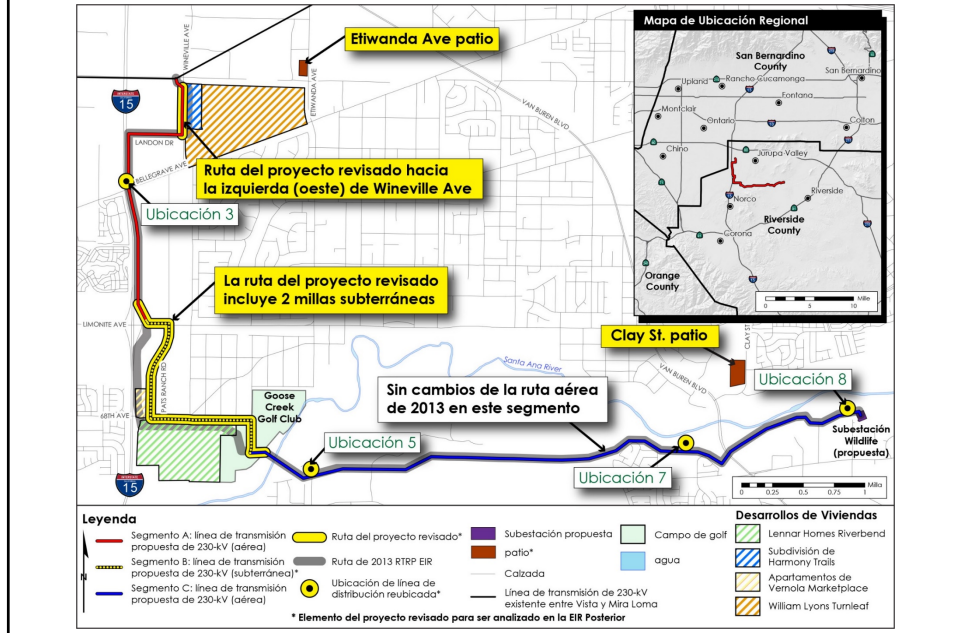 WINEVILLE AVE
Etiwanda Ave patio
ETIWANDA AVE
INTERSTATE
15
VAN BUREN BLVD
LANDON DR
BELLEGRAVE AVE
Ruta del proyecto revisado hacia
la izquierda (oeste) de Wineville Ave
Ubicación 3
La ruta del proyecto revisado
incluye 2 millas subterráneas
LIMONITE AVE
PATS RANCH RD
68TH AVE
Goose
Creek
Golf Club
Ubicación 5
Sin cambios de la ruta aérea
de 2013 en este segmento
Santa Ana River
VAN BUREN BLVD
Clay St. patio
CLAY ST
Ubicación 7
Ubicación 8
Subestación
Wildlife
(propuesta)
INTERSTATE
15
0 0.25 0.5 1
Milla
Mapa de Ubicación Regional
San Bernardino
County
San Bernardino
Upland
Rancho Cucamonga
Fontana
Montclair
Ontario
Colton
Chino
Jurupa Valley
Riverside
Norco
Riverside
County
Corona
Orange
County
Mille
0 5 10
Leyenda
N
Segmento A: línea de transmisión
propuesta de 230-kV (aérea)
Segmento B: línea de transmisión
propuesta de 230-kV (subterránea)*
Segmento C: línea de transmisión
propuesta de 230-kV (aérea)
Ruta del proyecto revisado*
Ruta de 2013 RTRP EIR
Ubicación de línea de
distribución reubicada*
Subestación propuesta
patio*
Calzada
Línea de transmisión de 230-kV
existente entre Vista y Mira Loma
Campo de golf
agua
Desarrollos de Viviendas
Lennar Homes Riverbend
Subdivisión de
Harmony Trails
Apartamentos de
Vernola Marketplace
William Lyons Turnleaf
* Elemento del proyecto revisado para ser analizado en la EIR Posterior